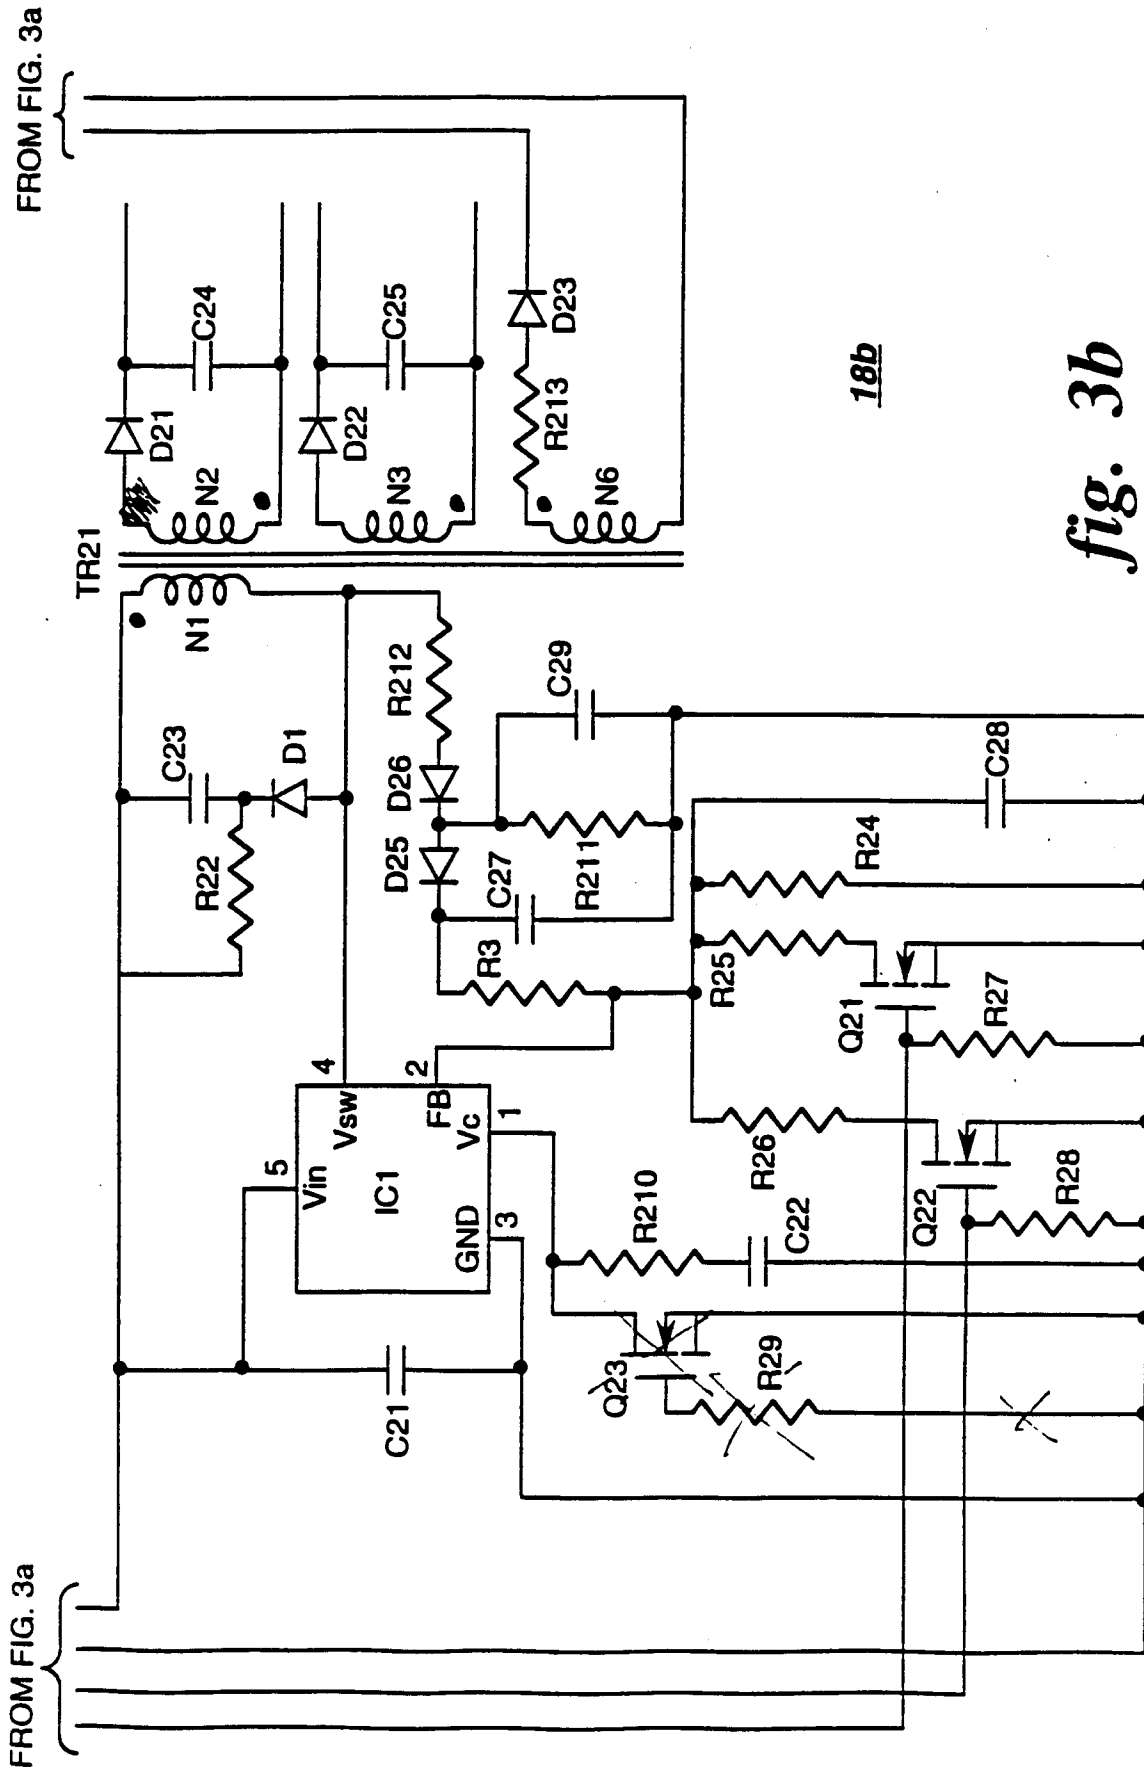 FROM FIG. 3a
FROM FIG. 3a
TR21
N1
N2
N3
N6
D21
C24
D22
C25
R213
D23
C23
D1
R22
R212
D26
D25
C29
C27
R211
R3
C28
R24
R25
Q21
R27
R26
Q22
R28
5
Vin
4
Vsw
2
FB
IC1
Vc
1
GND
3
C21
R210
C22
Q23
R29
18b
fig. 3b